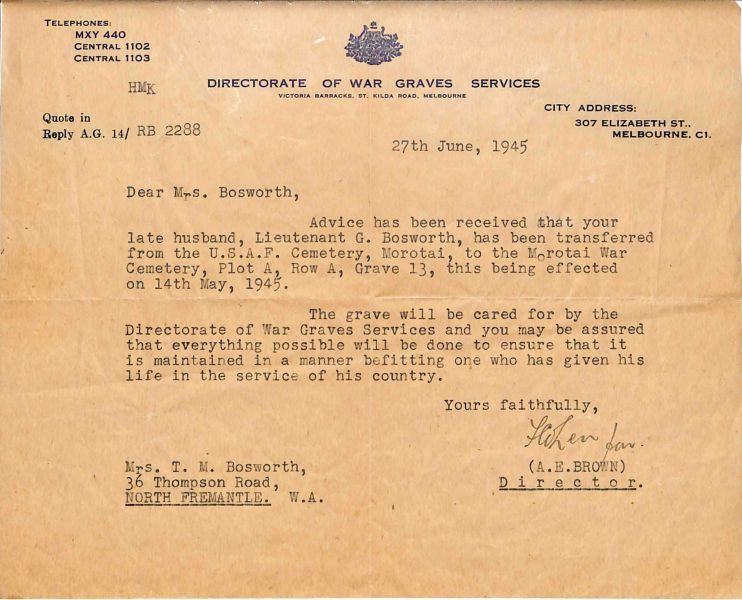 TELEPHONES:
MXY 440
CENTRAL 1102
CENTRAL 1103
HMK
DIRECTORATE OF WAR GRAVES SERVICES
VICTORIA BARRACKS, ST. KILDA ROAD, MELBOURNE
CITY ADDRESS:
307 ELIZABETH ST.,
MELBOURNE, C1.
Quote in
Reply A.G. 14/ RB 2288
27th June, 1945
Dear Mrs. Bosworth,
Advice has been received that your
late husband, Lieutenant G. Bosworth, has been transferred
from the U.S.A.F. Cemetery, Morotai, to the Morotai War
Cemetery, Plot A, Row A, Grave 13, this being effected
on 14th May, 1945.
The grave will be cared for by the
Directorate of War Graves Services and you may be assured
that everything possible will be done to ensure that it
is maintained in a manner befitting one who has given his
life in the service of his country.
Yours faithfully,
for.
(A.E.BROWN)
Director.
Mrs. T. M. Bosworth,
36 Thompson Road,
NORTH FREMANTLE. W.A.